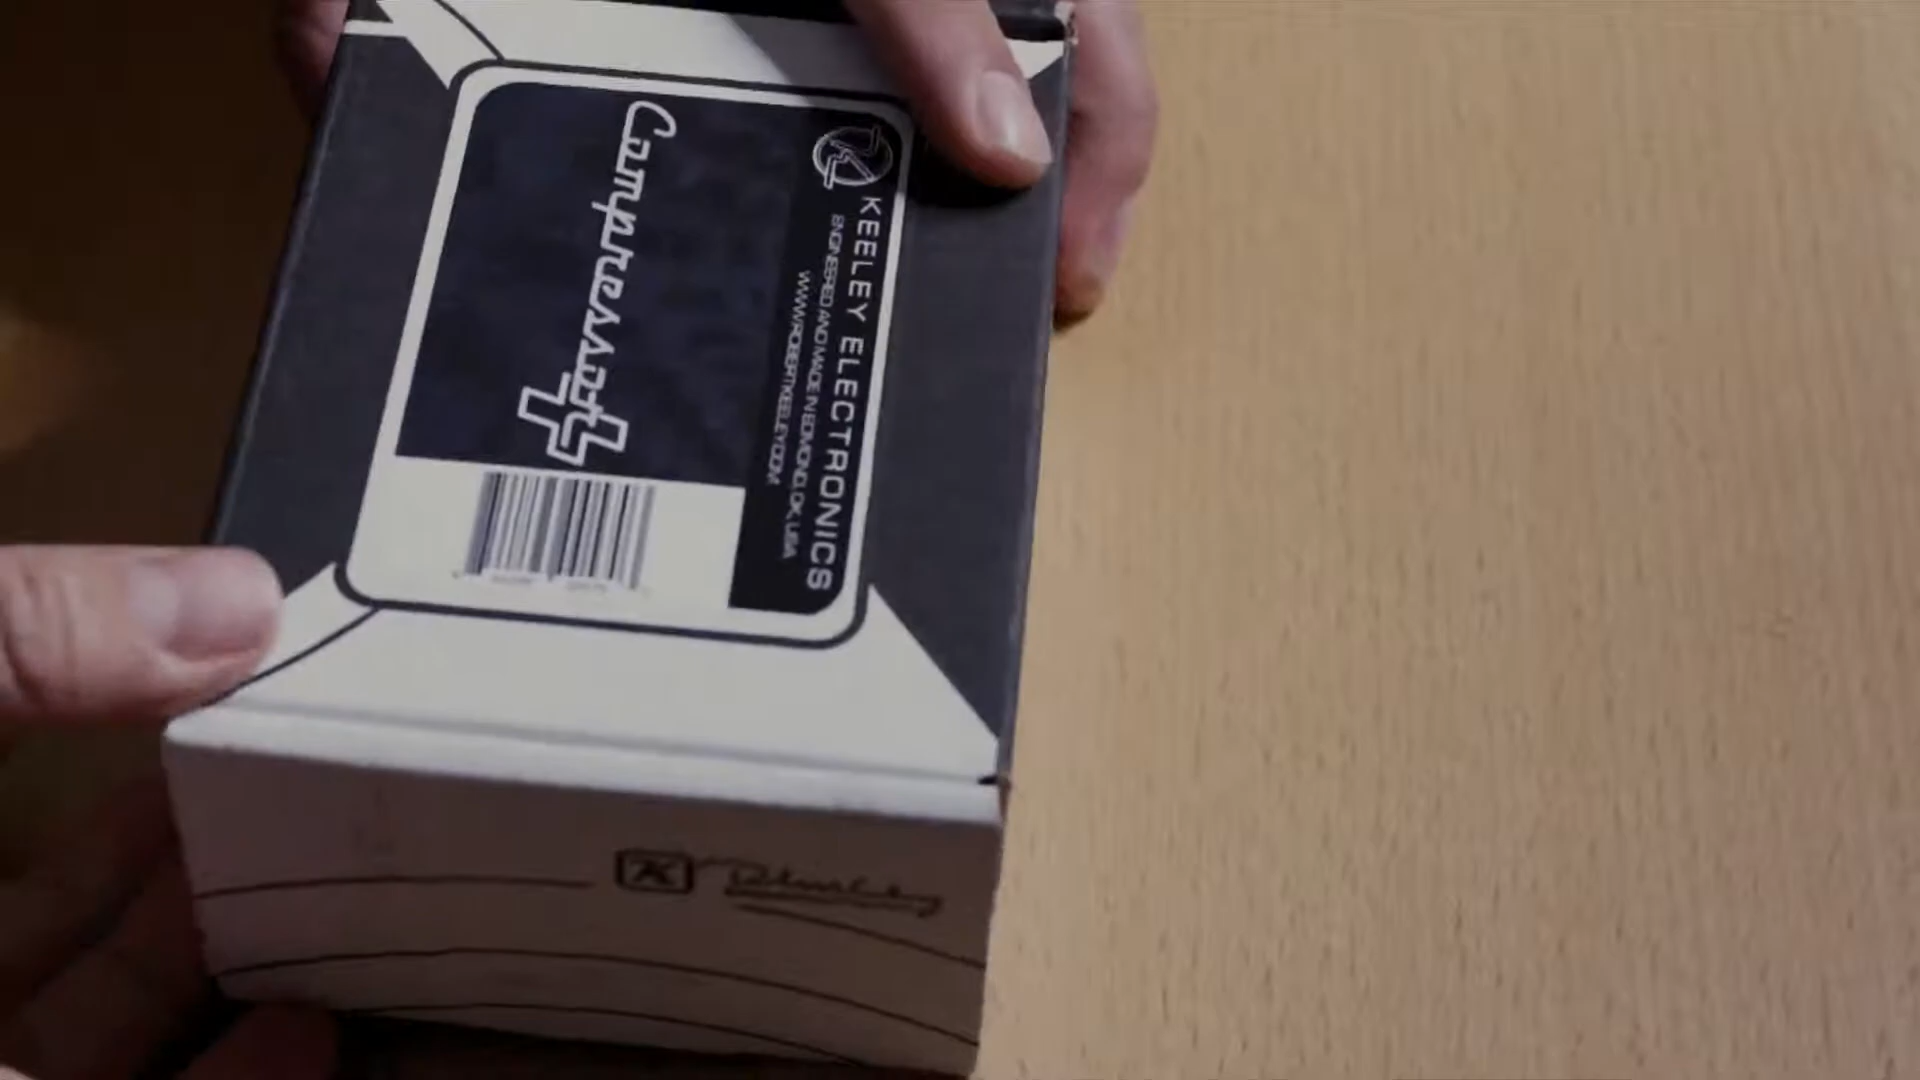 Compressor
KEELEY ELECTRONICS
ENGINEERED AND MADE IN EDMOND, OK, USA
WWW.ROBERTKEELEY.COM